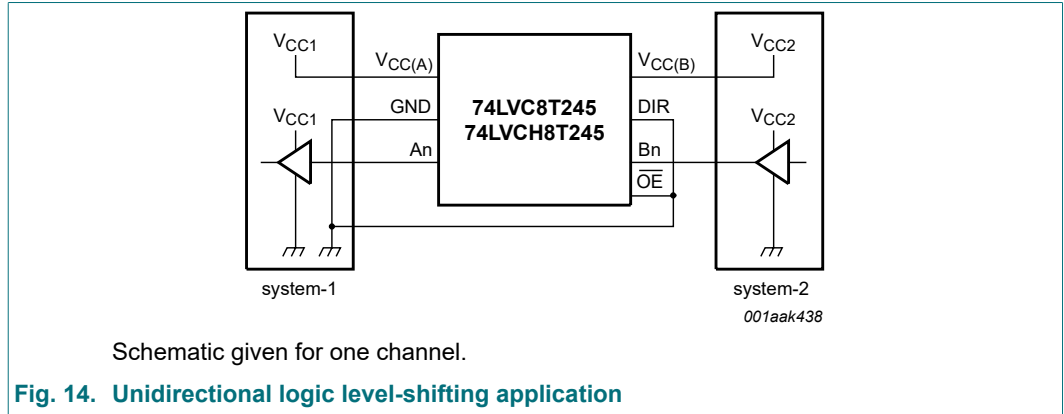 VCC1
VCC(A)
VCC(B)
VCC2
GND
74LVC8T245
74LVCH8T245
DIR
VCC1
VCC2
An
Bn
OE
system-1
system-2
001aak438
Schematic given for one channel.
Fig. 14. Unidirectional logic level-shifting application